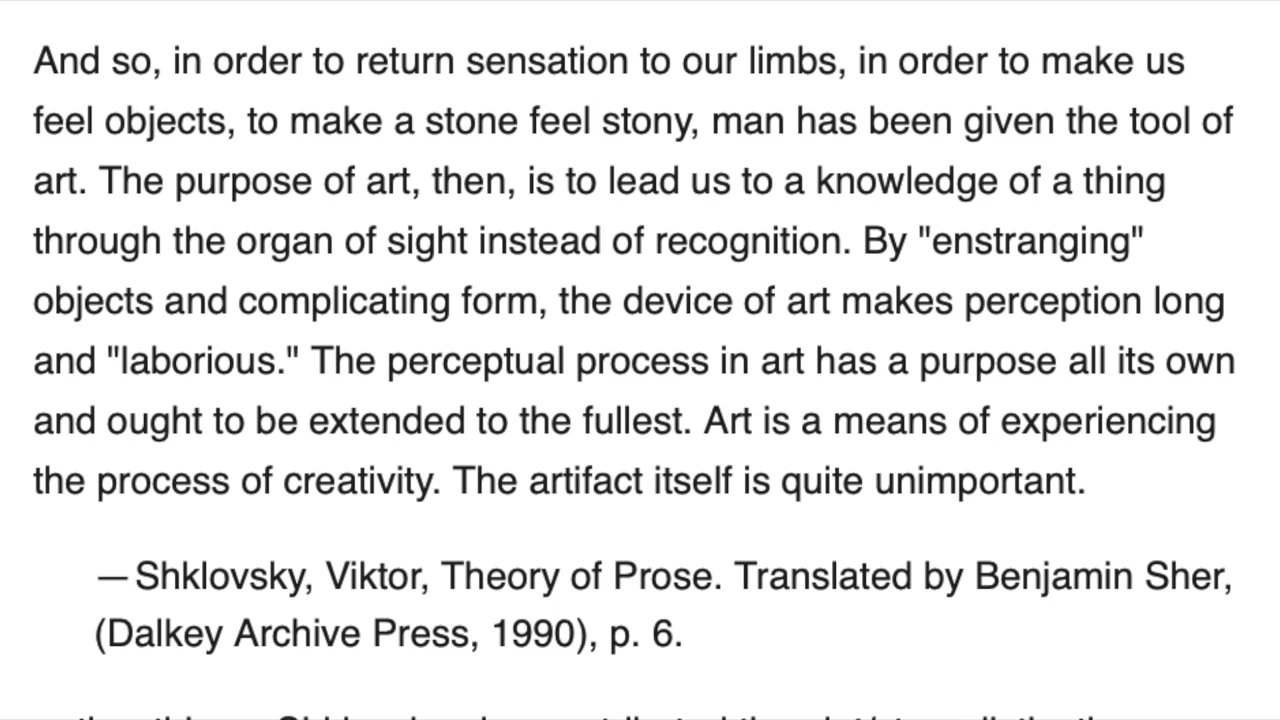 And so, in order to return sensation to our limbs, in order to make us
feel objects, to make a stone feel stony, man has been given the tool of
art. The purpose of art, then, is to lead us to a knowledge of a thing
through the organ of sight instead of recognition. By "enstranging"
objects and complicating form, the device of art makes perception long
and "laborious." The perceptual process in art has a purpose all its own
and ought to be extended to the fullest. Art is a means of experiencing
the process of creativity. The artifact itself is quite unimportant.
— Shklovsky, Viktor, Theory of Prose. Translated by Benjamin Sher,
(Dalkey Archive Press, 1990), p. 6.